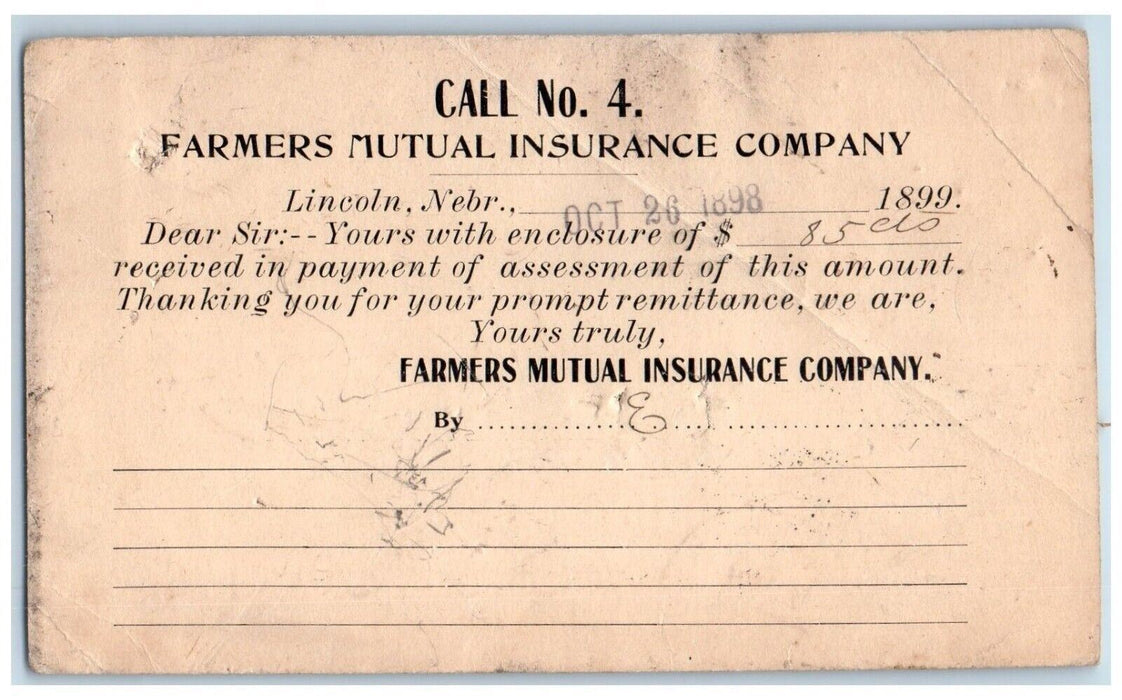 CALL No. 4.
FARMERS MUTUAL INSURANCE COMPANY
Lincoln, Nebr., OCT 26 1898 1899.
Dear Sir:-- Yours with enclosure of $ 85 cts
received in payment of assessment of this amount.
Thanking you for your prompt remittance, we are,
Yours truly,
FARMERS MUTUAL INSURANCE COMPANY.
By ............E....................